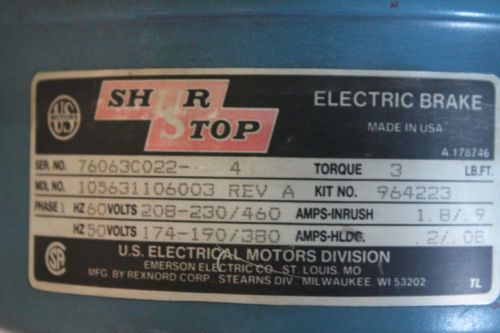 US
MOTORS
SHUR
STOP
ELECTRIC BRAKE
MADE IN USA
A 178746
SER. NO. 76063C022-- 4 TORQUE 3 LB.FT.
MDL NO. 105631106003 REV A KIT NO. 964223
PHASE 1 HZ 60 VOLTS 208-230/460 AMPS-INRUSH 1.8/.9
HZ 50 VOLTS 174-190/380 AMPS-HLDG. .2/.08
U.S. ELECTRICAL MOTORS DIVISION
EMERSON ELECTRIC CO. ST. LOUIS, MO
MFG. BY REXNORD CORP. STEARNS DIV. MILWAUKEE, WI 53202
TL
SP